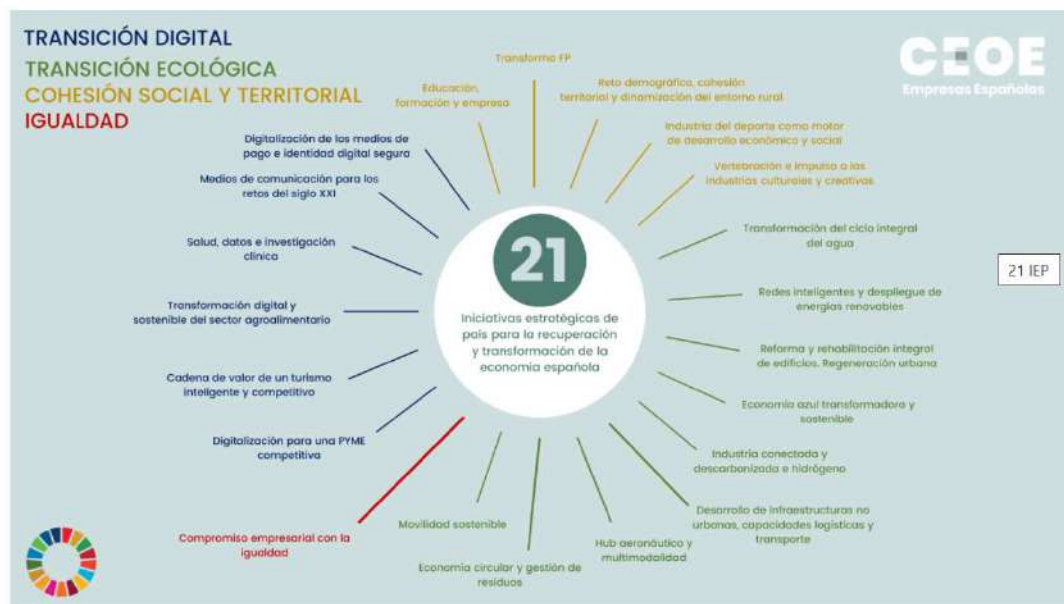 TRANSICIÓN DIGITAL
TRANSICIÓN ECOLÓGICA
COHESIÓN SOCIAL Y TERRITORIAL
IGUALDAD
CEOE
Empresas Españolas
Transforma FP
Educación,
formación y empresa
Reto demográfico, cohesión
territorial y dinamización del entorno rural
Digitalización de los medios de
pago e identidad digital segura
Industria del deporte como motor
de desarrollo económico y social
Medios de comunicación para los
retos del siglo XXI
Vertebración e impulso a las
industrias culturales y creativas
Salud, datos e investigación
clínica
Transformación del ciclo integral
del agua
21
Iniciativas estratégicas de
país para la recuperación
y transformación de la
economía española
21 IEP
Transformación digital y
sostenible del sector agroalimentario
Redes inteligentes y despliegue de
energías renovables
Cadena de valor de un turismo
inteligente y competitivo
Reforma y rehabilitación integral
de edificios. Regeneración urbana
Digitalización para una PYME
competitiva
Economía azul transformadora y
sostenible
Industria conectada y
descarbonizada e hidrógeno
Compromiso empresarial con la
igualdad
Movilidad sostenible
Economía circular y gestión de
residuos
Hub aeronáutico y
multimodalidad
Desarrollo de infraestructuras no
urbanas, capacidades logísticas y
transporte